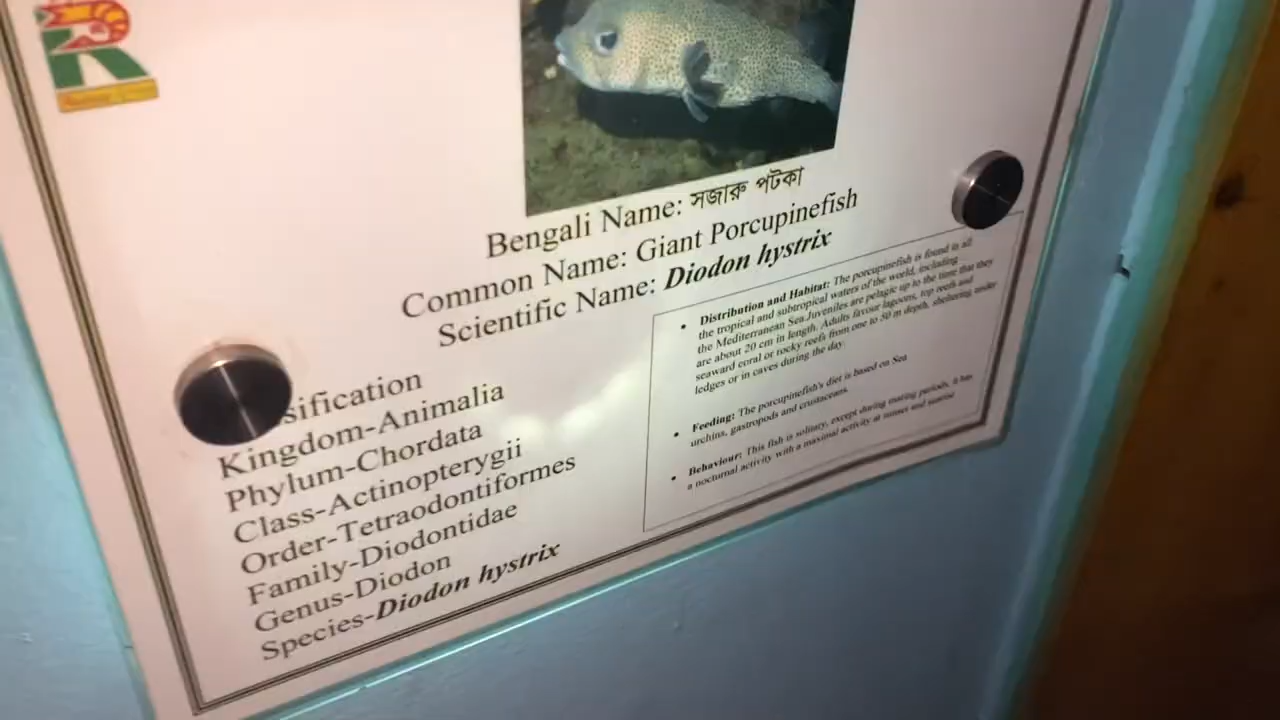 Bengali Name: সজারু পটকা
Common Name: Giant Porcupinefish
Scientific Name: Diodon hystrix
sification
Kingdom-Animalia
Phylum-Chordata
Class-Actinopterygii
Order-Tetraodontiformes
Family-Diodontidae
Genus-Diodon
Species-Diodon hystrix
• Distribution and Habitat: The porcupinefish is found in all
the tropical and subtropical waters of the world, including
the Mediterranean Sea.Juveniles are pelagic up to the time that they
are about 20 cm in length. Adults favour lagoons, top reefs and
seaward coral or rocky reefs from one to 50 m depth, sheltering under
ledges or in caves during the day.
• Feeding: The porcupinefish's diet is based on Sea
urchins, gastropods and crustaceans.
• Behaviour: This fish is solitary, except during mating periods, it has
a nocturnal activity with a maximal activity at sunset and sunrise